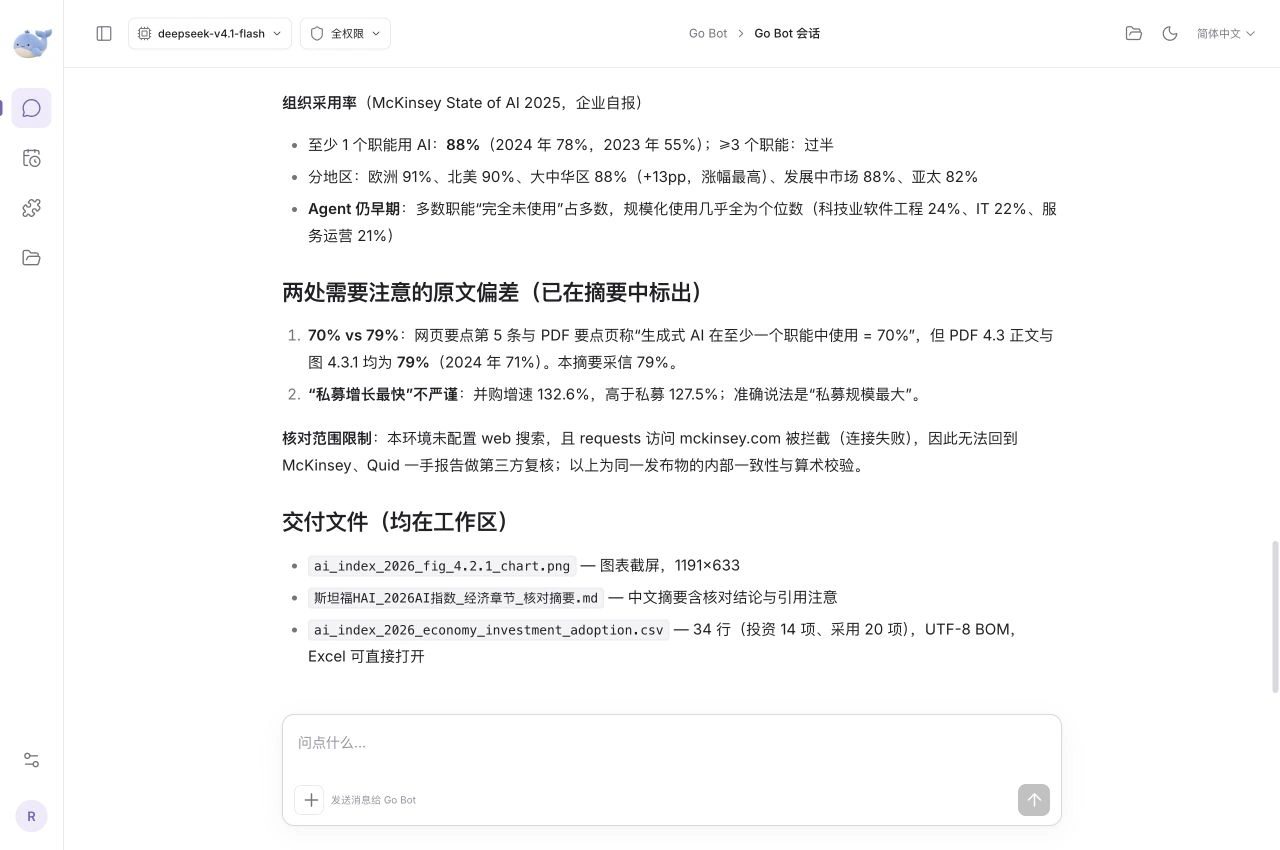 deepseek-v4.1-flash
全权限
Go Bot
Go Bot 会话
简体中文
组织采用率（McKinsey State of AI 2025，企业自报）
至少 1 个职能用 AI：88%（2024 年 78%，2023 年 55%）；≥3 个职能：过半
分地区：欧洲 91%、北美 90%、大中华区 88%（+13pp，涨幅最高）、发展中市场 88%、亚太 82%
Agent 仍早期：多数职能“完全未使用”占多数，规模化使用几乎全为个位数（科技业软件工程 24%、IT 22%、服
务运营 21%）
两处需要注意的原文偏差（已在摘要中标出）
1. 70% vs 79%：网页要点第 5 条与 PDF 要点页称“生成式 AI 在至少一个职能中使用 = 70%”，但 PDF 4.3 正文与
图 4.3.1 均为 79%（2024 年 71%）。本摘要采信 79%。
2. “私募增长最快”不严谨：并购增速 132.6%，高于私募 127.5%；准确说法是“私募规模最大”。
核对范围限制：本环境未配置 web 搜索，且 requests 访问 mckinsey.com 被拦截（连接失败），因此无法回到
McKinsey、Quid 一手报告做第三方复核；以上为同一发布物的内部一致性与算术校验。
交付文件（均在工作区）
ai_index_2026_fig_4.2.1_chart.png — 图表截屏，1191×633
斯坦福HAI_2026AI指数_经济章节_核对摘要.md — 中文摘要含核对结论与引用注意
ai_index_2026_economy_investment_adoption.csv — 34 行（投资 14 项、采用 20 项），UTF-8 BOM，
Excel 可直接打开
问点什么...
发送消息给 Go Bot
R